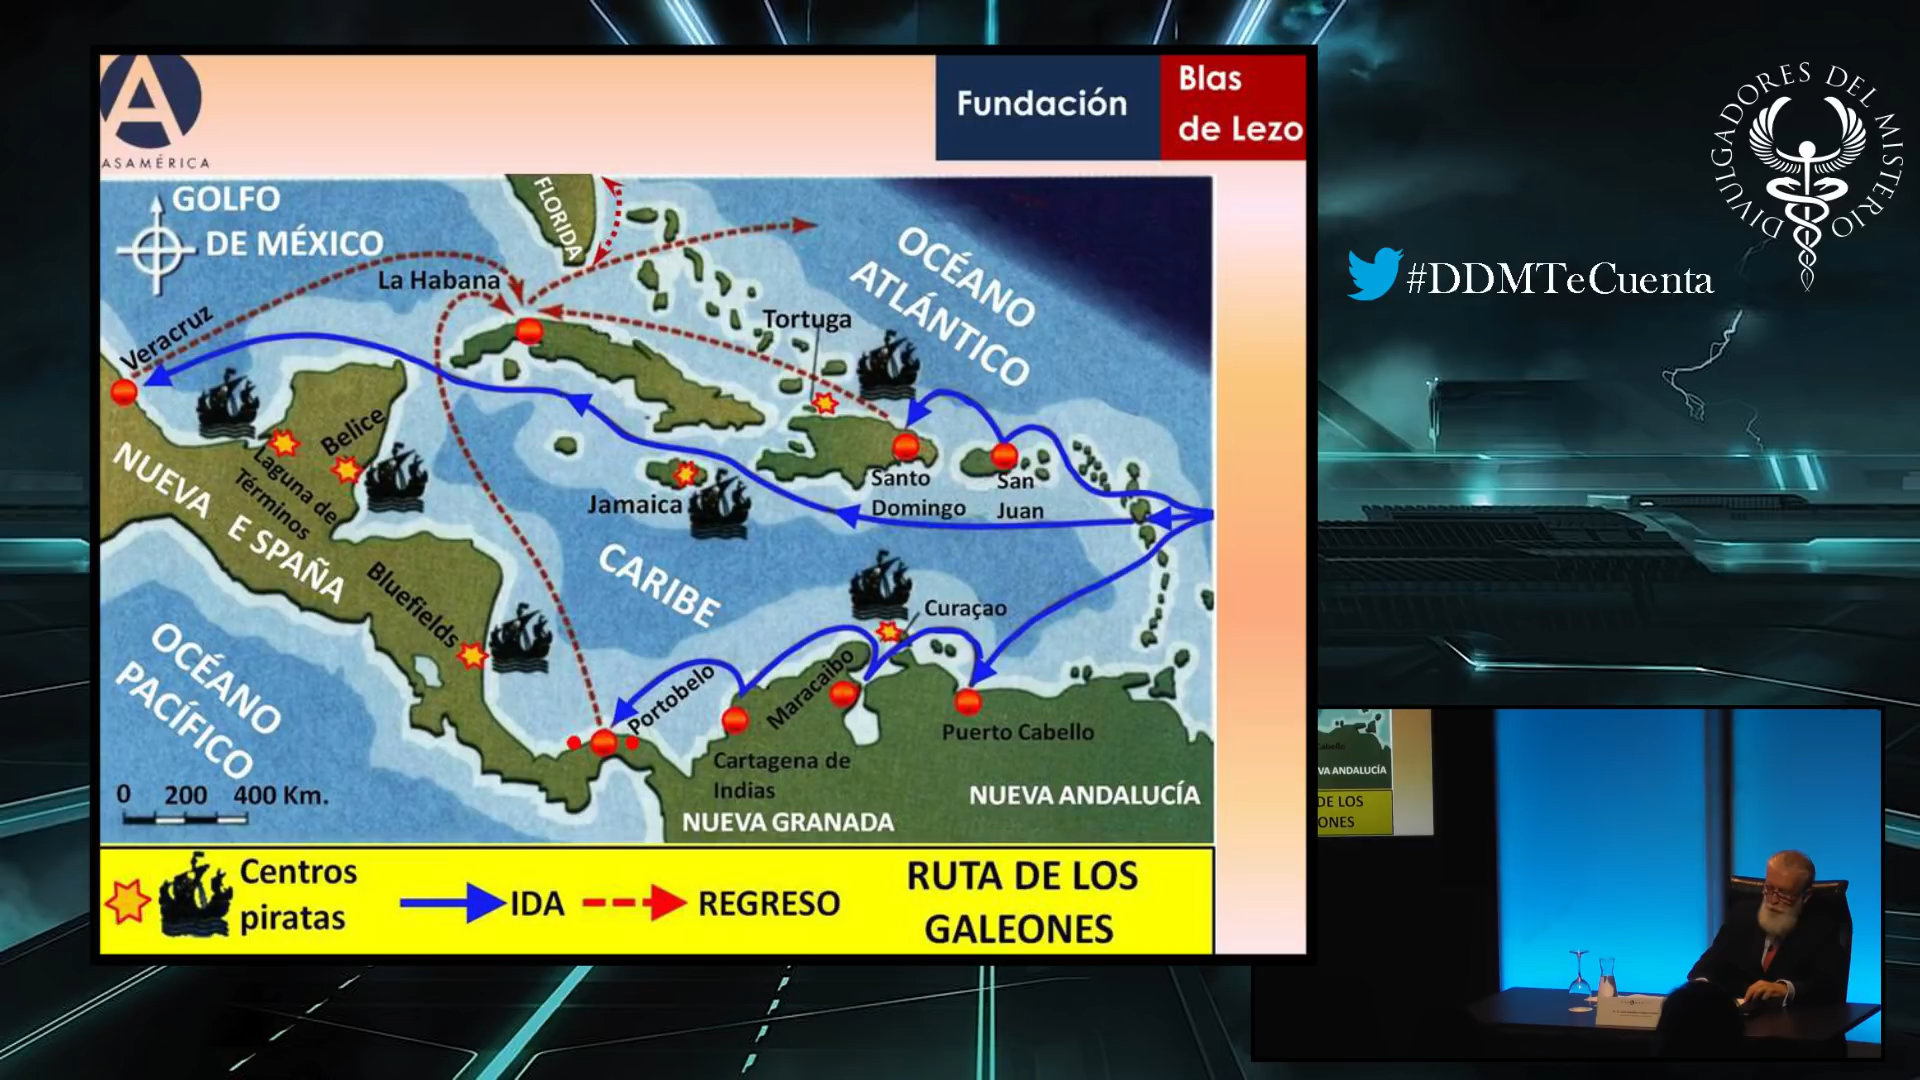 ASAMÉRICA
Fundación
Blas
de Lezo
DIVULGADORES DEL MISTERIO
#DDMTeCuenta
GOLFO
DE MÉXICO
FLORIDA
La Habana
OCÉANO
ATLÁNTICO
Veracruz
Tortuga
Belice
Laguna de
Términos
NUEVA ESPAÑA
Jamaica
Santo
Domingo
San
Juan
CARIBE
Bluefields
Curaçao
OCÉANO
PACÍFICO
Portobelo
Maracaibo
Puerto Cabello
Cartagena de
Indias
0 200 400 Km.
NUEVA ANDALUCÍA
NUEVA GRANADA
Centros
piratas
IDA
REGRESO
RUTA DE LOS
GALEONES
VA ANDALUCÍA
DE LOS
ONES